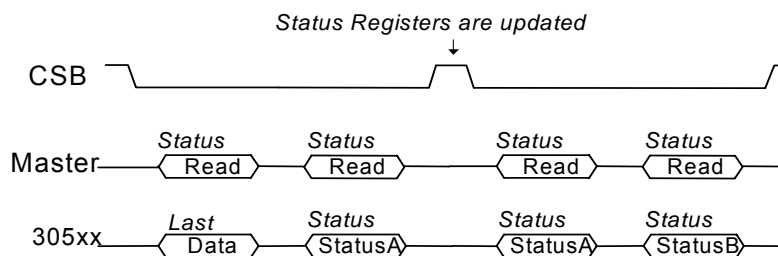 Status Registers are updated
CSB
Status Status Status Status
Master Read Read Read Read
Last Status Status Status
305xx Data StatusA StatusA StatusB